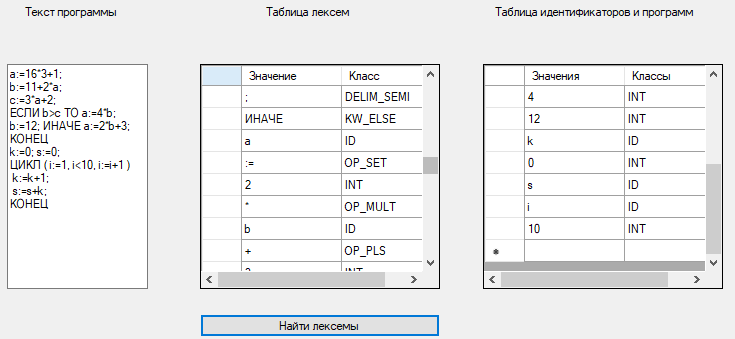 Текст программы
Таблица лексем
Таблица идентификаторов и программ
a:=16*3+1;
b:=11+2*a;
c:=3*a+2;
ЕСЛИ b>c ТО a:=4*b;
b:=12; ИНАЧЕ a:=2*b+3;
КОНЕЦ
k:=0; s:=0;
ЦИКЛ ( i:=1, i<10, i:=i+1 )
k:=k+1;
s:=s+k;
КОНЕЦ
Значение Класс
; DELIM_SEMI
ИНАЧЕ KW_ELSE
a ID
:= OP_SET
2 INT
* OP_MULT
b ID
+ OP_PLS
3 INT
Значения Классы
4 INT
12 INT
k ID
0 INT
s ID
i ID
10 INT
Найти лексемы